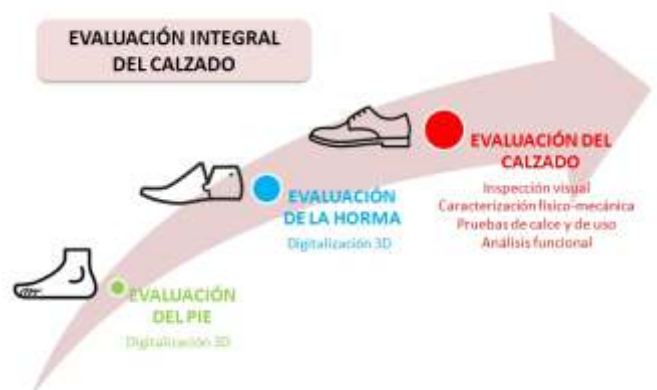 EVALUACIÓN INTEGRAL
DEL CALZADO
EVALUACIÓN DEL
CALZADO
Inspección visual
Caracterización físico-mecánica
Pruebas de calce y de uso
Análisis funcional
EVALUACIÓN
DE LA HORMA
Digitalización 3D
EVALUACIÓN
DEL PIE
Digitalización 3D